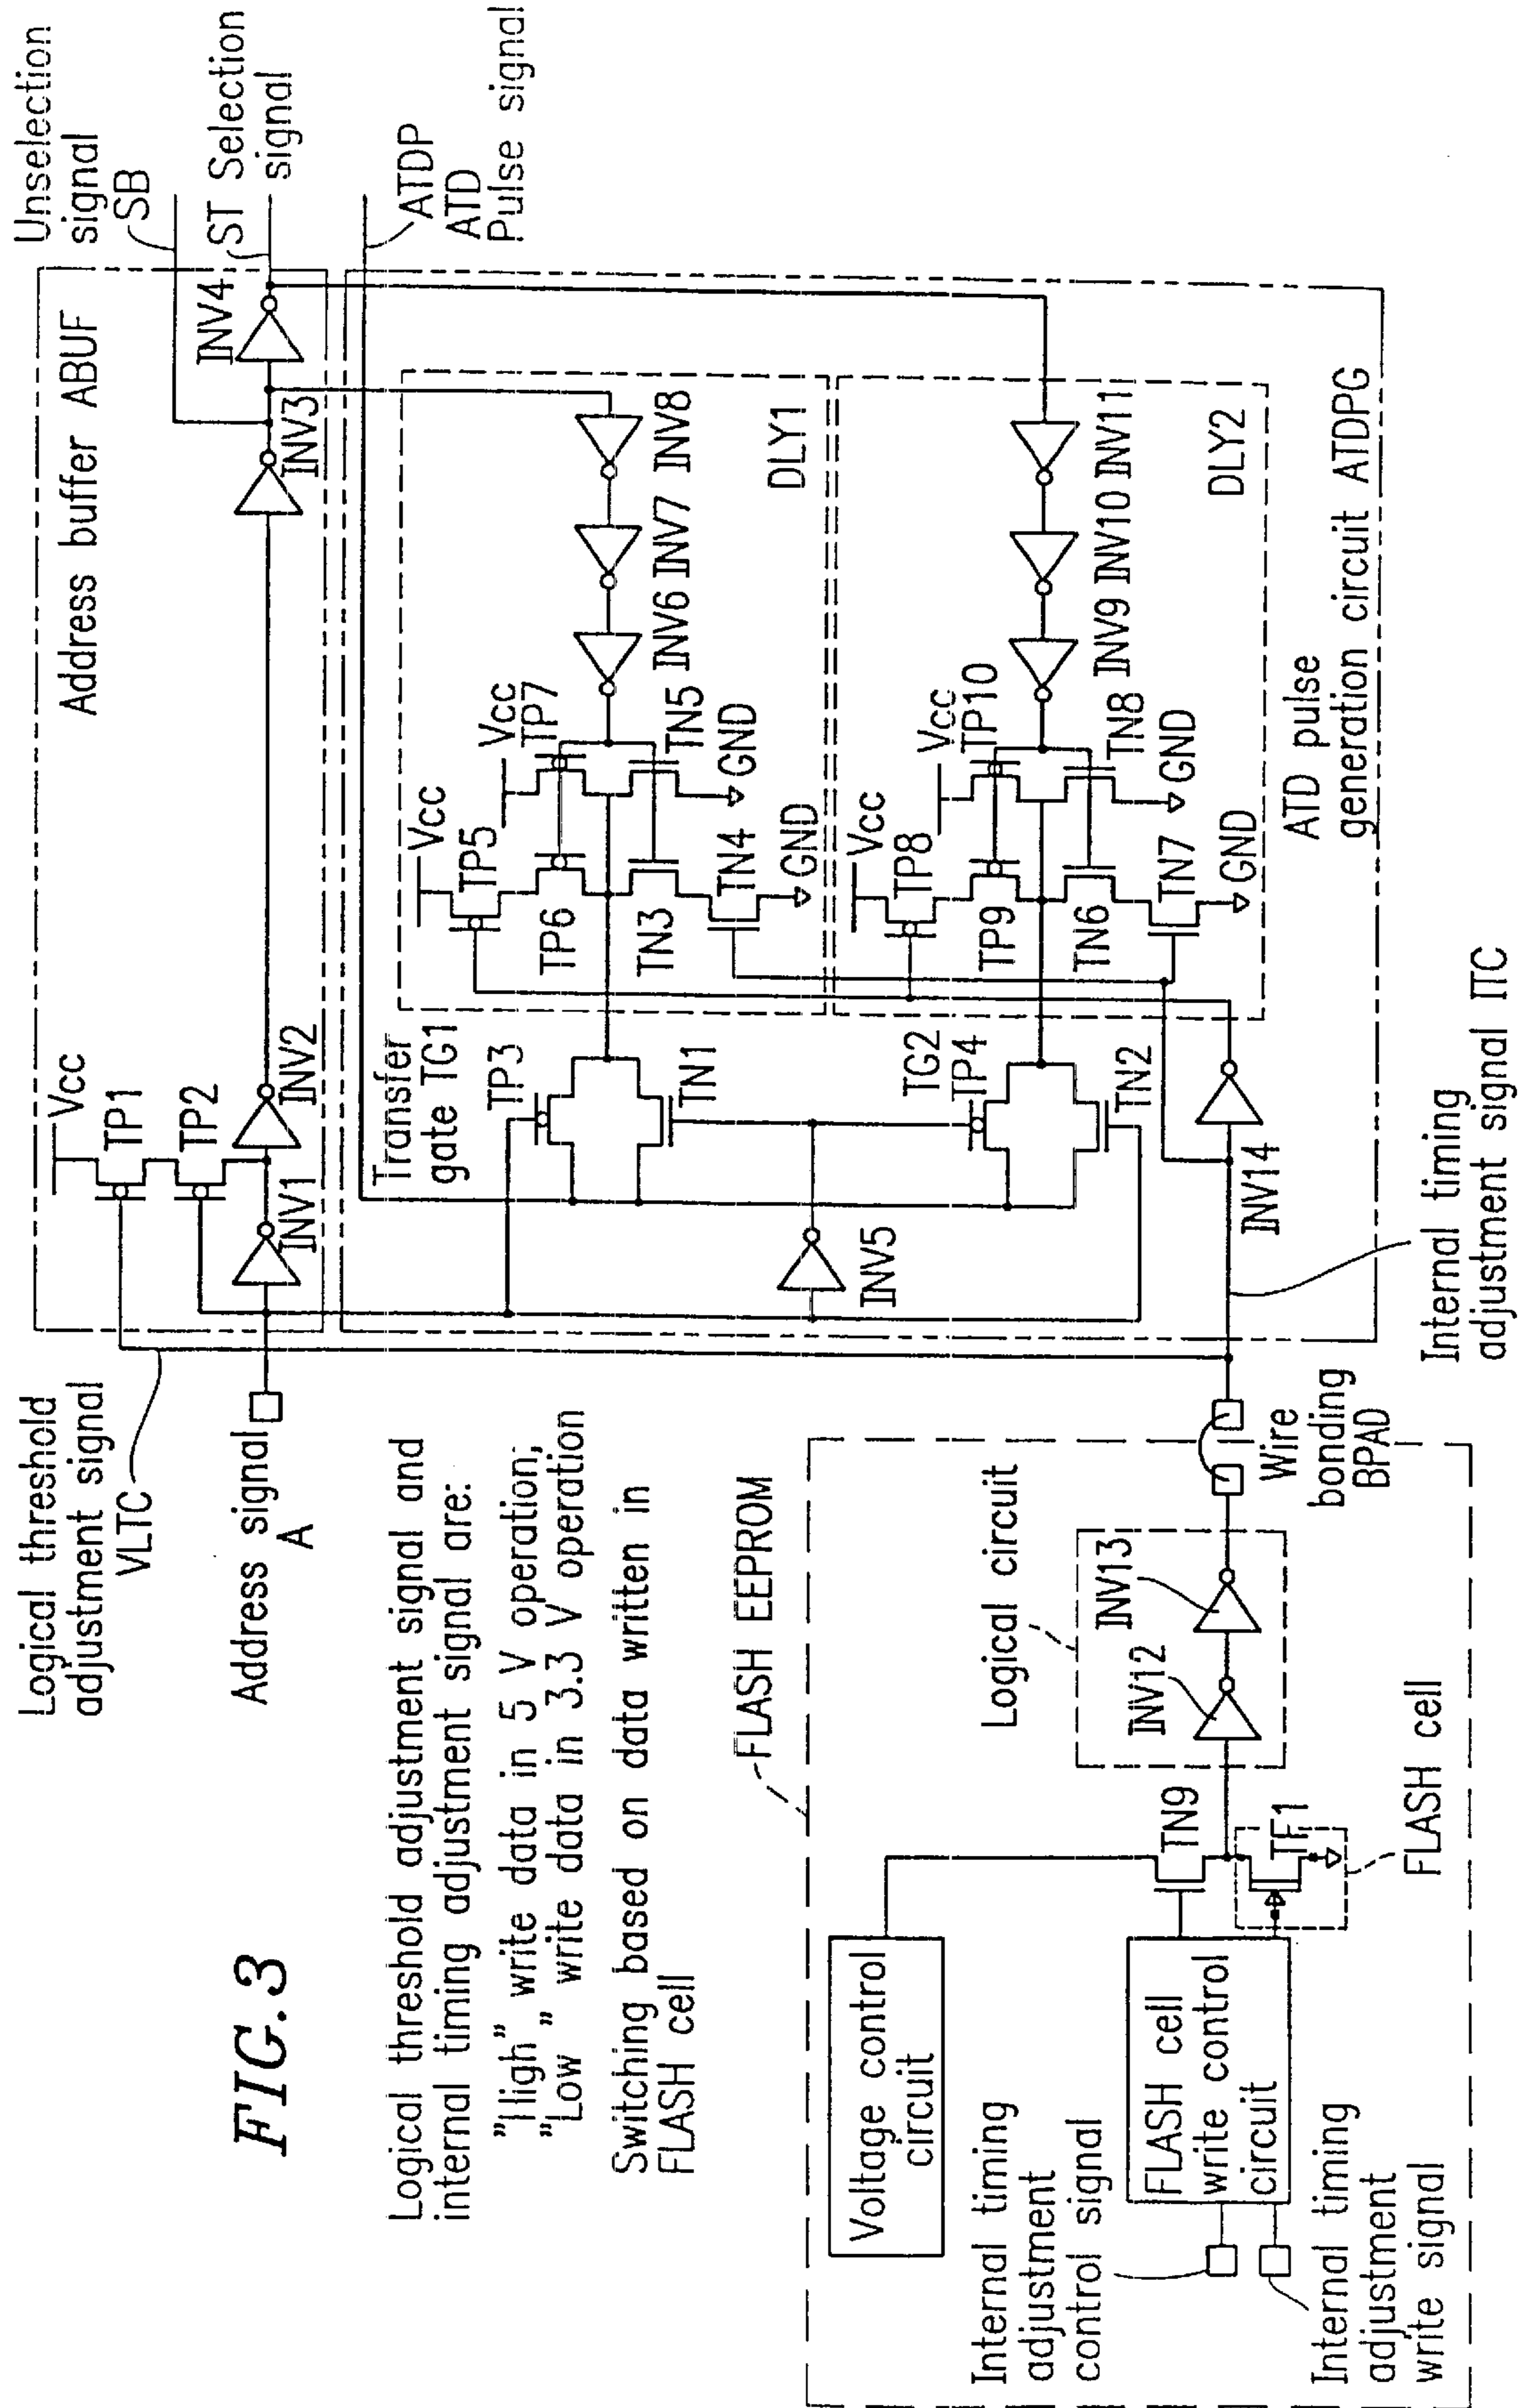 FIG. 3
Logical threshold adjustment signal and
internal timing adjustment signal are:
"High" write data in 5 V operation;
"Low" write data in 3.3 V operation
Switching based on data written in
FLASH cell
Logical threshold
adjustment signal
VLTC
Address signal
A
Address buffer ABUF
Vcc
TP1
TP2
INV1
INV2
INV3
INV4
Unselection
signal
SB
ST Selection
signal
ATDP
ATD
Pulse signal
Transfer
gate TG1
TP3
TN1
TG2
TP4
TN2
INV5
Vcc
TP5
TP6
TN3
TN4
GND
Vcc
TP7
TN5
GND
INV6 INV7 INV8
DLY1
Vcc
TP8
TP9
TN6
TN7
GND
Vcc
TP10
TN8
GND
INV9 INV10 INV11
DLY2
INV14
ATD pulse
generation circuit ATDPG
Internal timing
adjustment signal ITC
FLASH EEPROM
Voltage control
circuit
Internal timing
adjustment
control signal
FLASH cell
write control
circuit
Internal timing
adjustment
write signal
TN9
TF1
FLASH cell
Logical circuit
INV12
INV13
Wire
bonding
BPAD